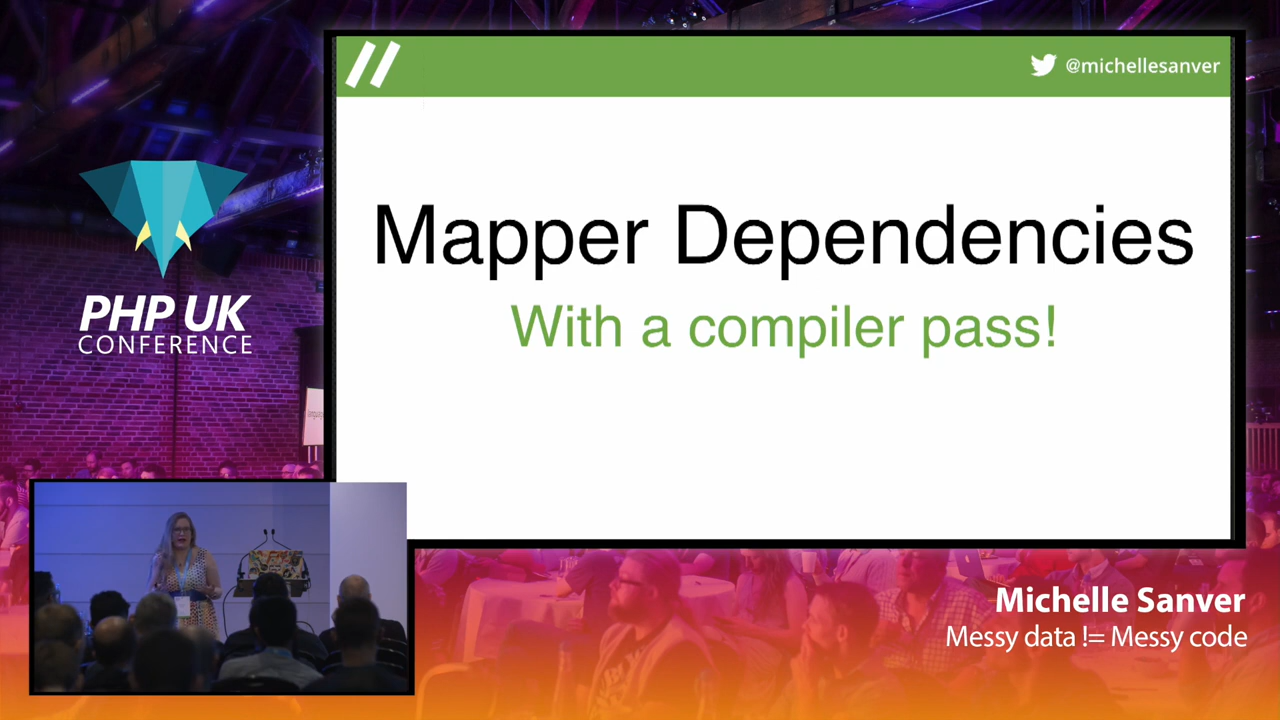 @michellesanver
Mapper Dependencies
With a compiler pass!
PHP UK
CONFERENCE
Michelle Sanver
Messy data != Messy code